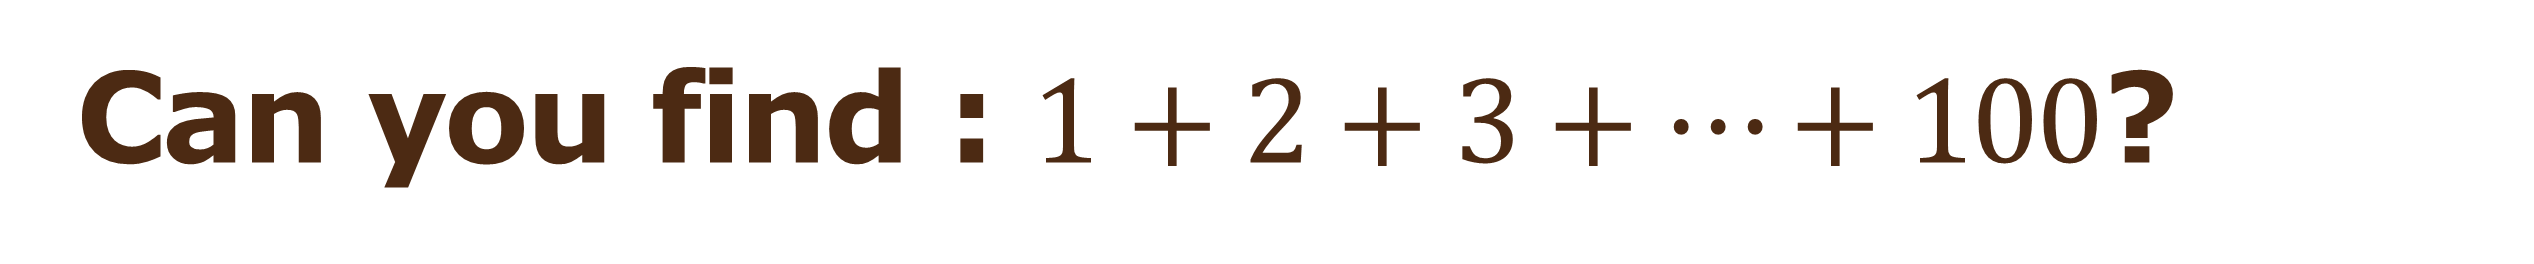 Can you find : 1 + 2 + 3 + ⋯ + 100?